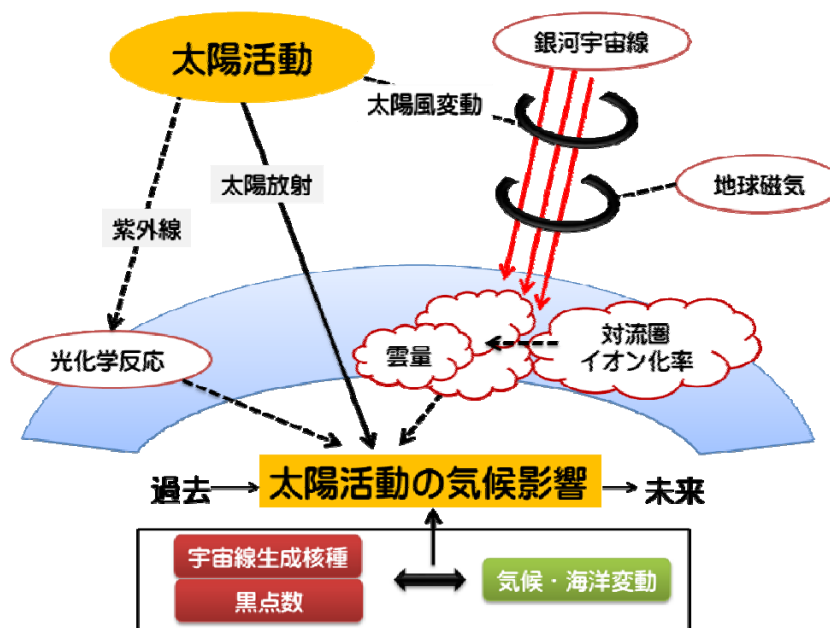 太陽活動
銀河宇宙線
太陽風変動
太陽放射
地球磁気
紫外線
光化学反応
雲量
対流圏
イオン化率
過去
太陽活動の気候影響
未来
宇宙線生成核種
黒点数
気候・海洋変動